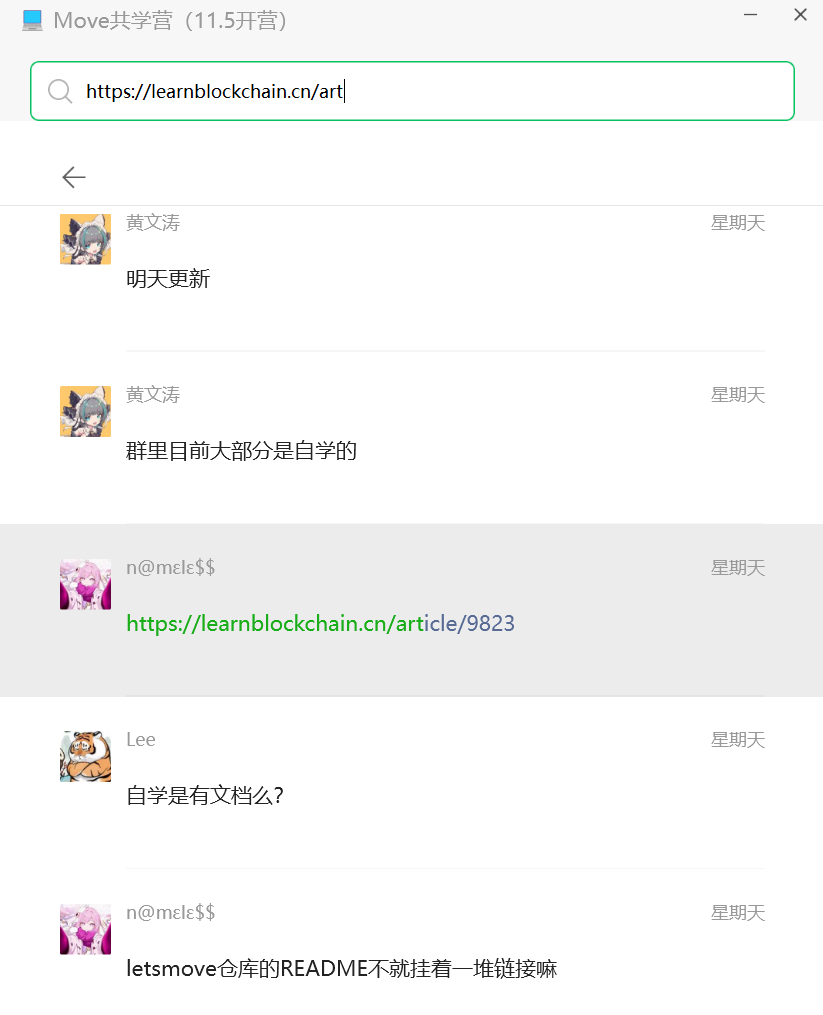 Move共学营（11.5开营）
https://learnblockchain.cn/art
黄文涛 星期天
明天更新
黄文涛 星期天
群里目前大部分是自学的
n@mεlε$$ 星期天
https://learnblockchain.cn/article/9823
Lee 星期天
自学是有文档么？
n@mεlε$$ 星期天
letsmove仓库的README不就挂着一堆链接嘛